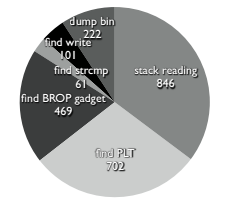 dump bin
222
find write
101
find strcmp
61
find BROP gadget
469
stack reading
846
find PLT
702